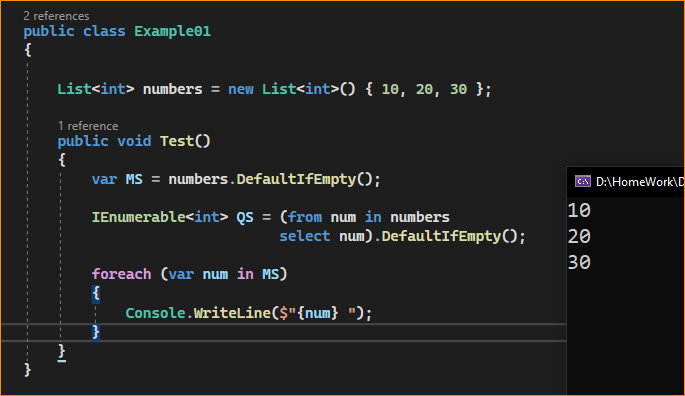 2 references
public class Example01
{
List<int> numbers = new List<int>() { 10, 20, 30 };
1 reference
public void Test()
{
var MS = numbers.DefaultIfEmpty();
IEnumerable<int> QS = (from num in numbers
select num).DefaultIfEmpty();
foreach (var num in MS)
{
Console.WriteLine($"{num} ");
}
}
}
D:\HomeWork\D
10
20
30